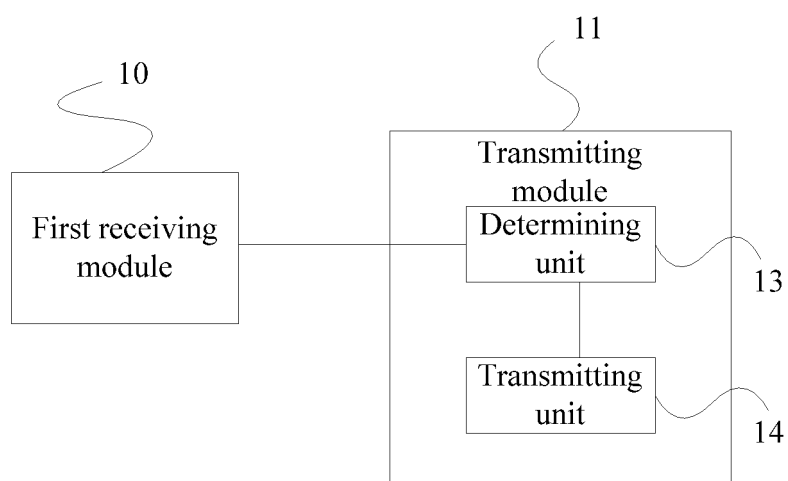 11
10
Transmitting
module
First receiving
module
Determining
unit
13
Transmitting
unit
14